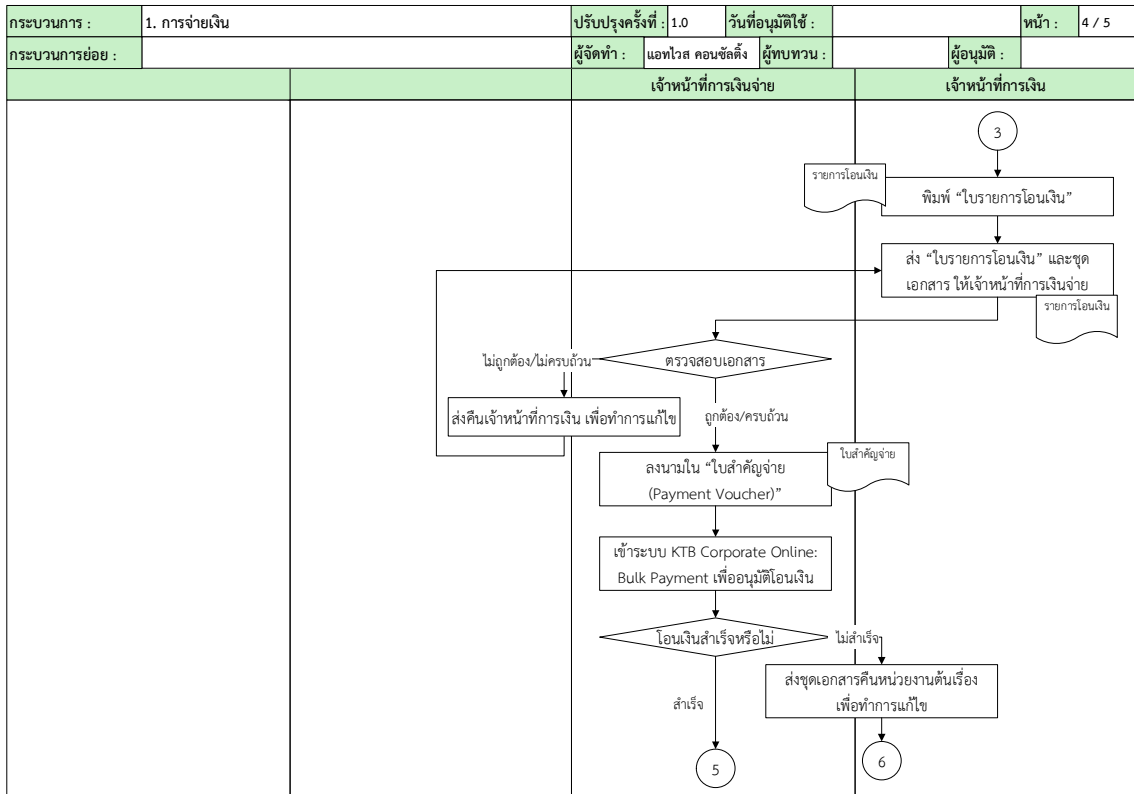 กระบวนการ : 1. การจ่ายเงิน ปรับปรุงครั้งที่ : 1.0 วันที่อนุมัติใช้ : หน้า : 4 / 5
กระบวนการย่อย : ผู้จัดทำ : แอทไวส คอนซัลติ้ง ผู้ทบทวน : ผู้อนุมัติ :
เจ้าหน้าที่การเงินจ่าย เจ้าหน้าที่การเงิน
3
รายการโอนเงิน
พิมพ์ “ใบรายการโอนเงิน”
ส่ง “ใบรายการโอนเงิน” และชุด
เอกสาร ให้เจ้าหน้าที่การเงินจ่าย
รายการโอนเงิน
ตรวจสอบเอกสาร
ไม่ถูกต้อง/ไม่ครบถ้วน
ส่งคืนเจ้าหน้าที่การเงิน เพื่อทำการแก้ไข
ถูกต้อง/ครบถ้วน
ใบสำคัญจ่าย
ลงนามใน “ใบสำคัญจ่าย
(Payment Voucher)”
เข้าระบบ KTB Corporate Online:
Bulk Payment เพื่ออนุมัติโอนเงิน
โอนเงินสำเร็จหรือไม่
ไม่สำเร็จ
ส่งชุดเอกสารคืนหน่วยงานต้นเรื่อง
เพื่อทำการแก้ไข
สำเร็จ
5
6